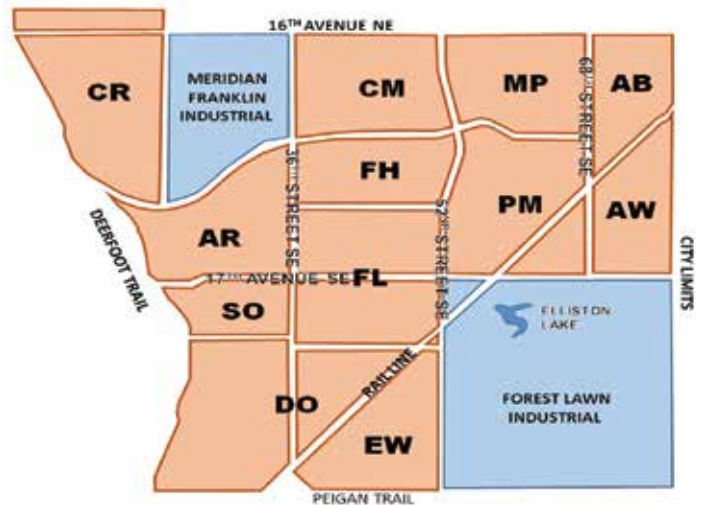 16TH AVENUE NE
CR
MERIDIAN
FRANKLIN
INDUSTRIAL
CM
MP
68TH STREET SE
AB
36TH STREET SE
FH
52ND STREET SE
PM
AW
DEERFOOT TRAIL
AR
17TH AVENUE SE
FL
CITY LIMITS
SO
ELLISTON
LAKE
RAIL LINE
DO
EW
FOREST LAWN
INDUSTRIAL
PEIGAN TRAIL